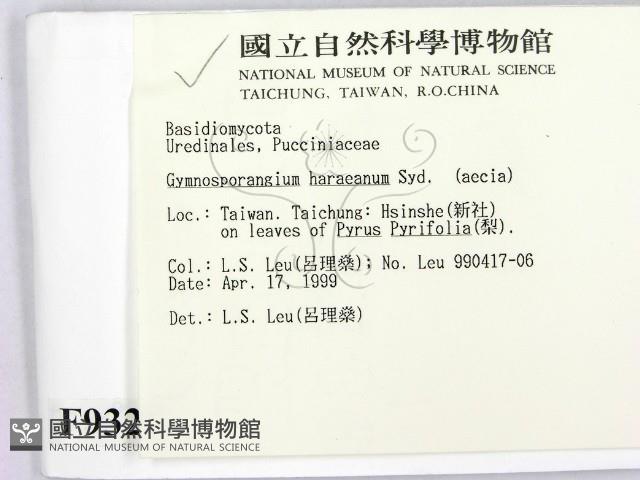 國立自然科學博物館
NATIONAL MUSEUM OF NATURAL SCIENCE
TAICHUNG, TAIWAN, R.O.CHINA
Basidiomycota
Uredinales, Pucciniaceae
Gymnosporangium haraeanum Syd. (aecia)
Loc.: Taiwan. Taichung: Hsinshe(新社)
on leaves of Pyrus Pyrifolia(梨).
Col.: L.S. Leu(呂理燊); No. Leu 990417-06
Date: Apr. 17, 1999
Det.: L.S. Leu(呂理燊)
F932
國立自然科學博物館
NATIONAL MUSEUM OF NATURAL SCIENCE